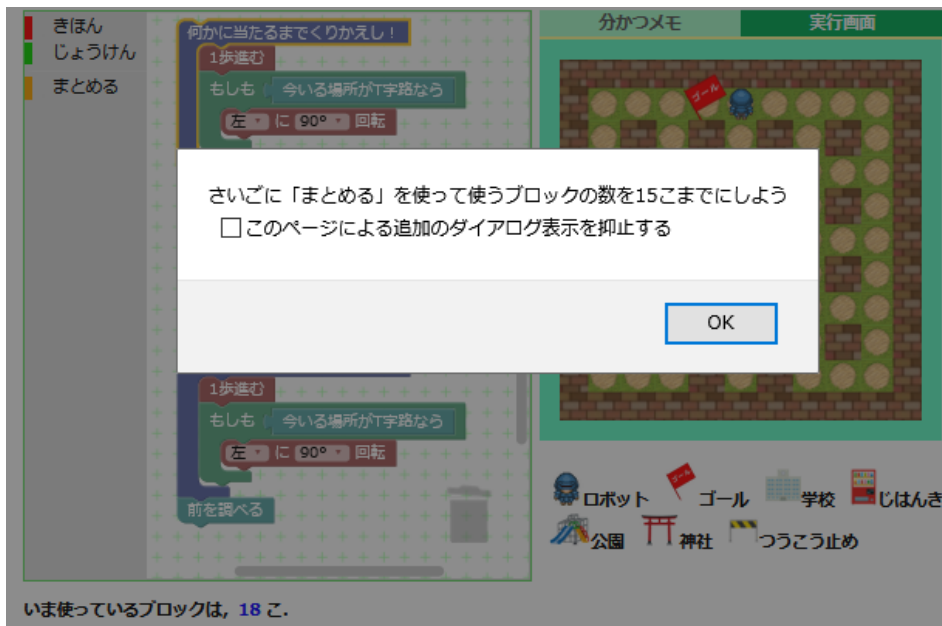 きほん
じょうけん
まとめる
何かに当たるまでくりかえし!
1歩進む
もしも 今いる場所がT字路なら
左 に 90° 回転
分かつメモ
実行画面
ゴール
さいごに「まとめる」を使って使うブロックの数を15こまでにしよう
このページによる追加のダイアログ表示を抑止する
OK
1歩進む
もしも 今いる場所がT字路なら
左 に 90° 回転
前を調べる
ロボット ゴール 学校 じはんき
公園 神社 つうこう止め
いま使っているブロックは, 18 こ.